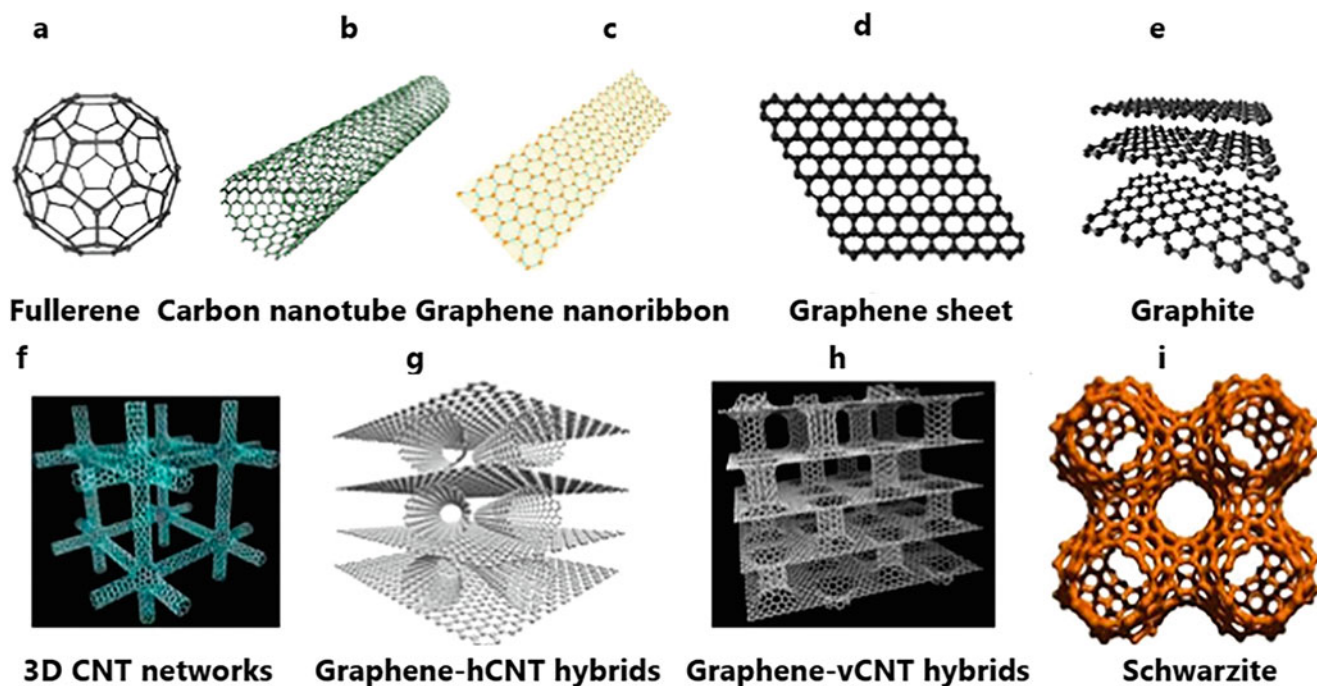 a b c d e
Fullerene Carbon nanotube Graphene nanoribbon Graphene sheet Graphite
f g h i
3D CNT networks Graphene-hCNT hybrids Graphene-vCNT hybrids Schwarzite